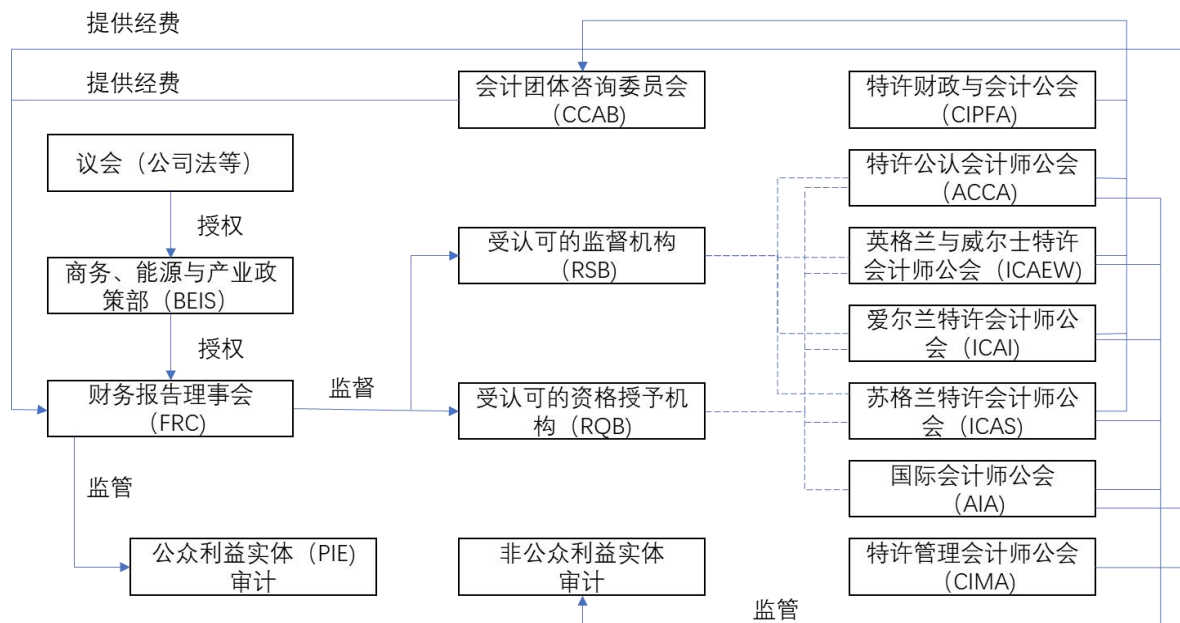 提供经费
提供经费
会计团体咨询委员会
（CCAB)
特许财政与会计公会
（CIPFA)
议会（公司法等）
特许公认会计师公会
（ACCA)
授权
受认可的监督机构
（RSB)
英格兰与威尔士特许
会计师公会（ICAEW)
商务、能源与产业政
策部（BEIS）
爱尔兰特许会计师公
会（ICAI)
授权
财务报告理事会
（FRC)
监督
受认可的资格授予机
构（RQB)
苏格兰特许会计师公
会（ICAS)
国际会计师公会
（AIA)
监管
公众利益实体（PIE)
审计
非公众利益实体
审计
特许管理会计师公会
（CIMA)
监管